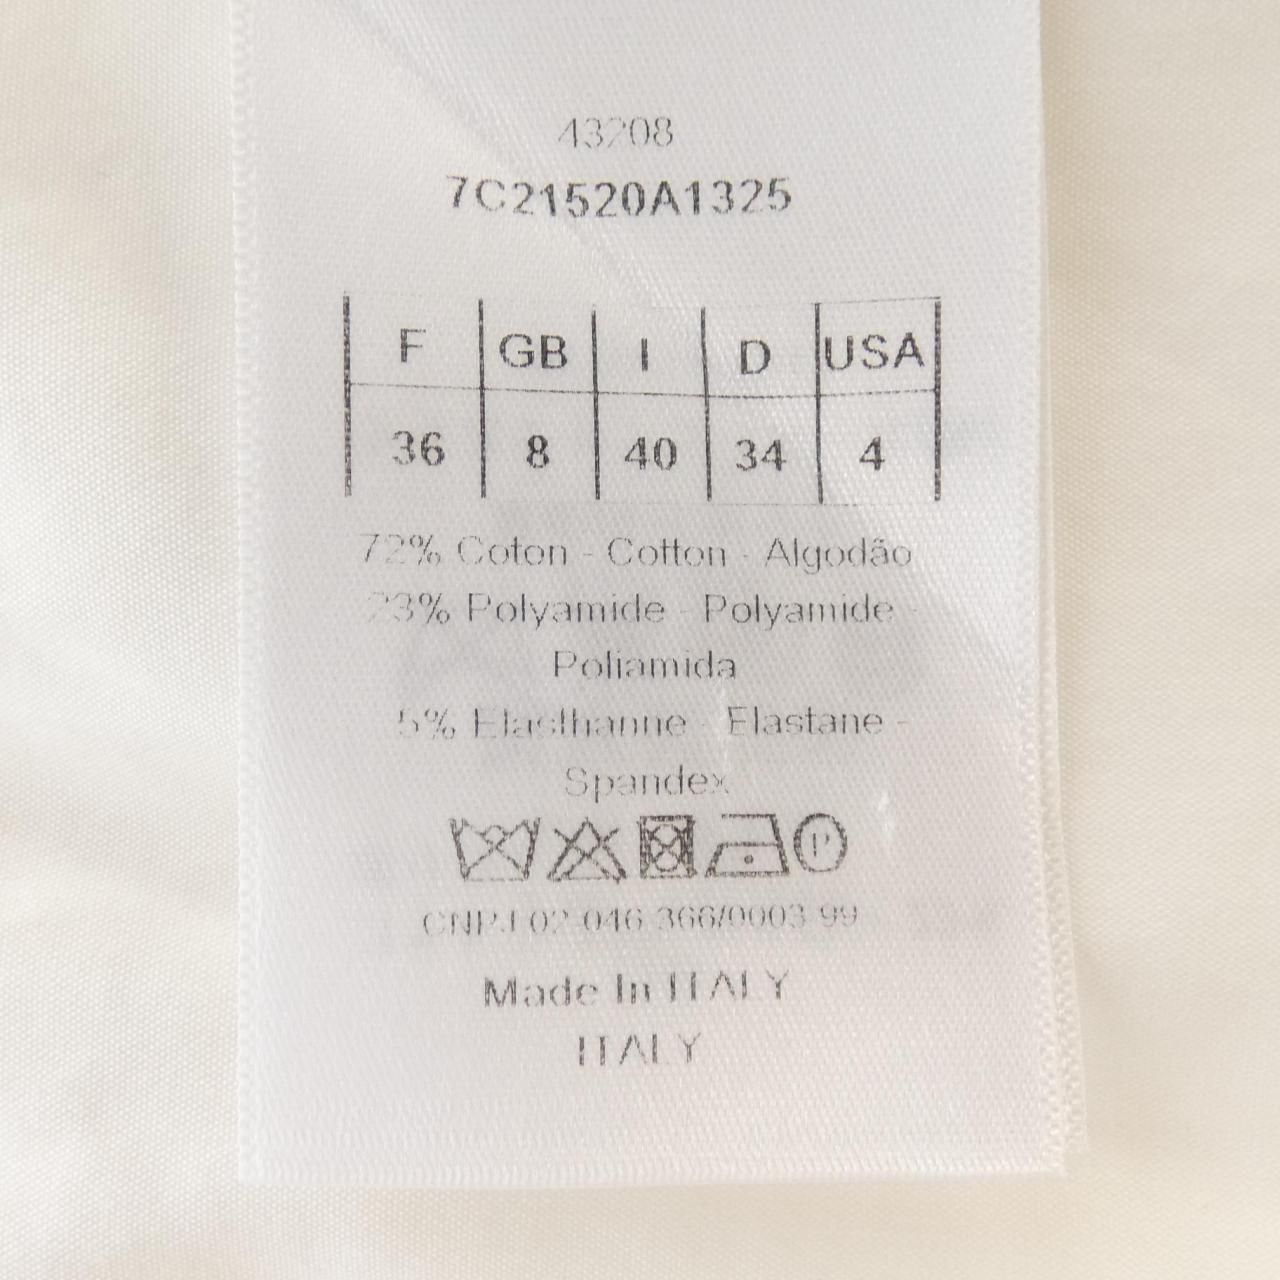 43208
7C21520A1325
F GB I D USA
36 8 40 34 4
72% Coton - Cotton - Algodão
23% Polyamide - Polyamide -
Poliamida
5% Elasthanne - Elastane -
Spandex
P
CNPJ 02 046 366/0003 99
Made In ITALY
ITALY